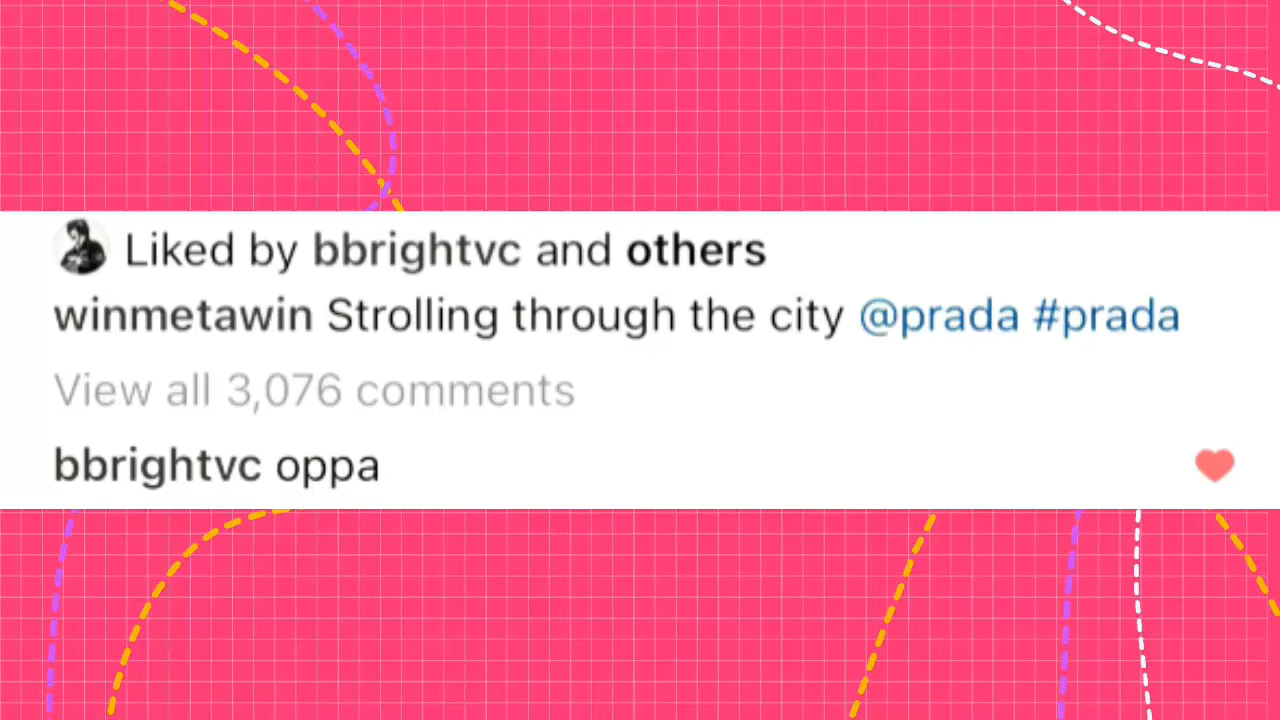 Liked by bbrightvc and others
winmetawin Strolling through the city @prada #prada
View all 3,076 comments
bbrightvc oppa